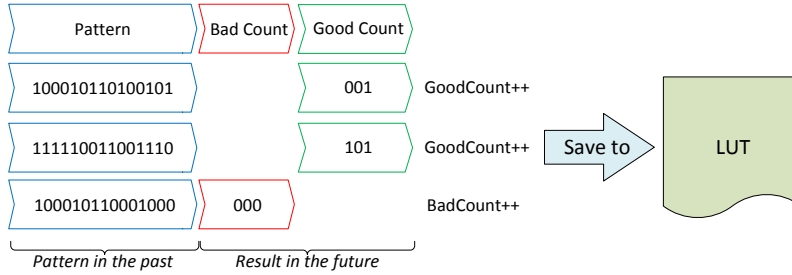 Pattern Bad Count Good Count
100010110100101 001 GoodCount++
111110011001110 101 GoodCount++ Save to LUT
100010110001000 000 BadCount++
Pattern in the past Result in the future